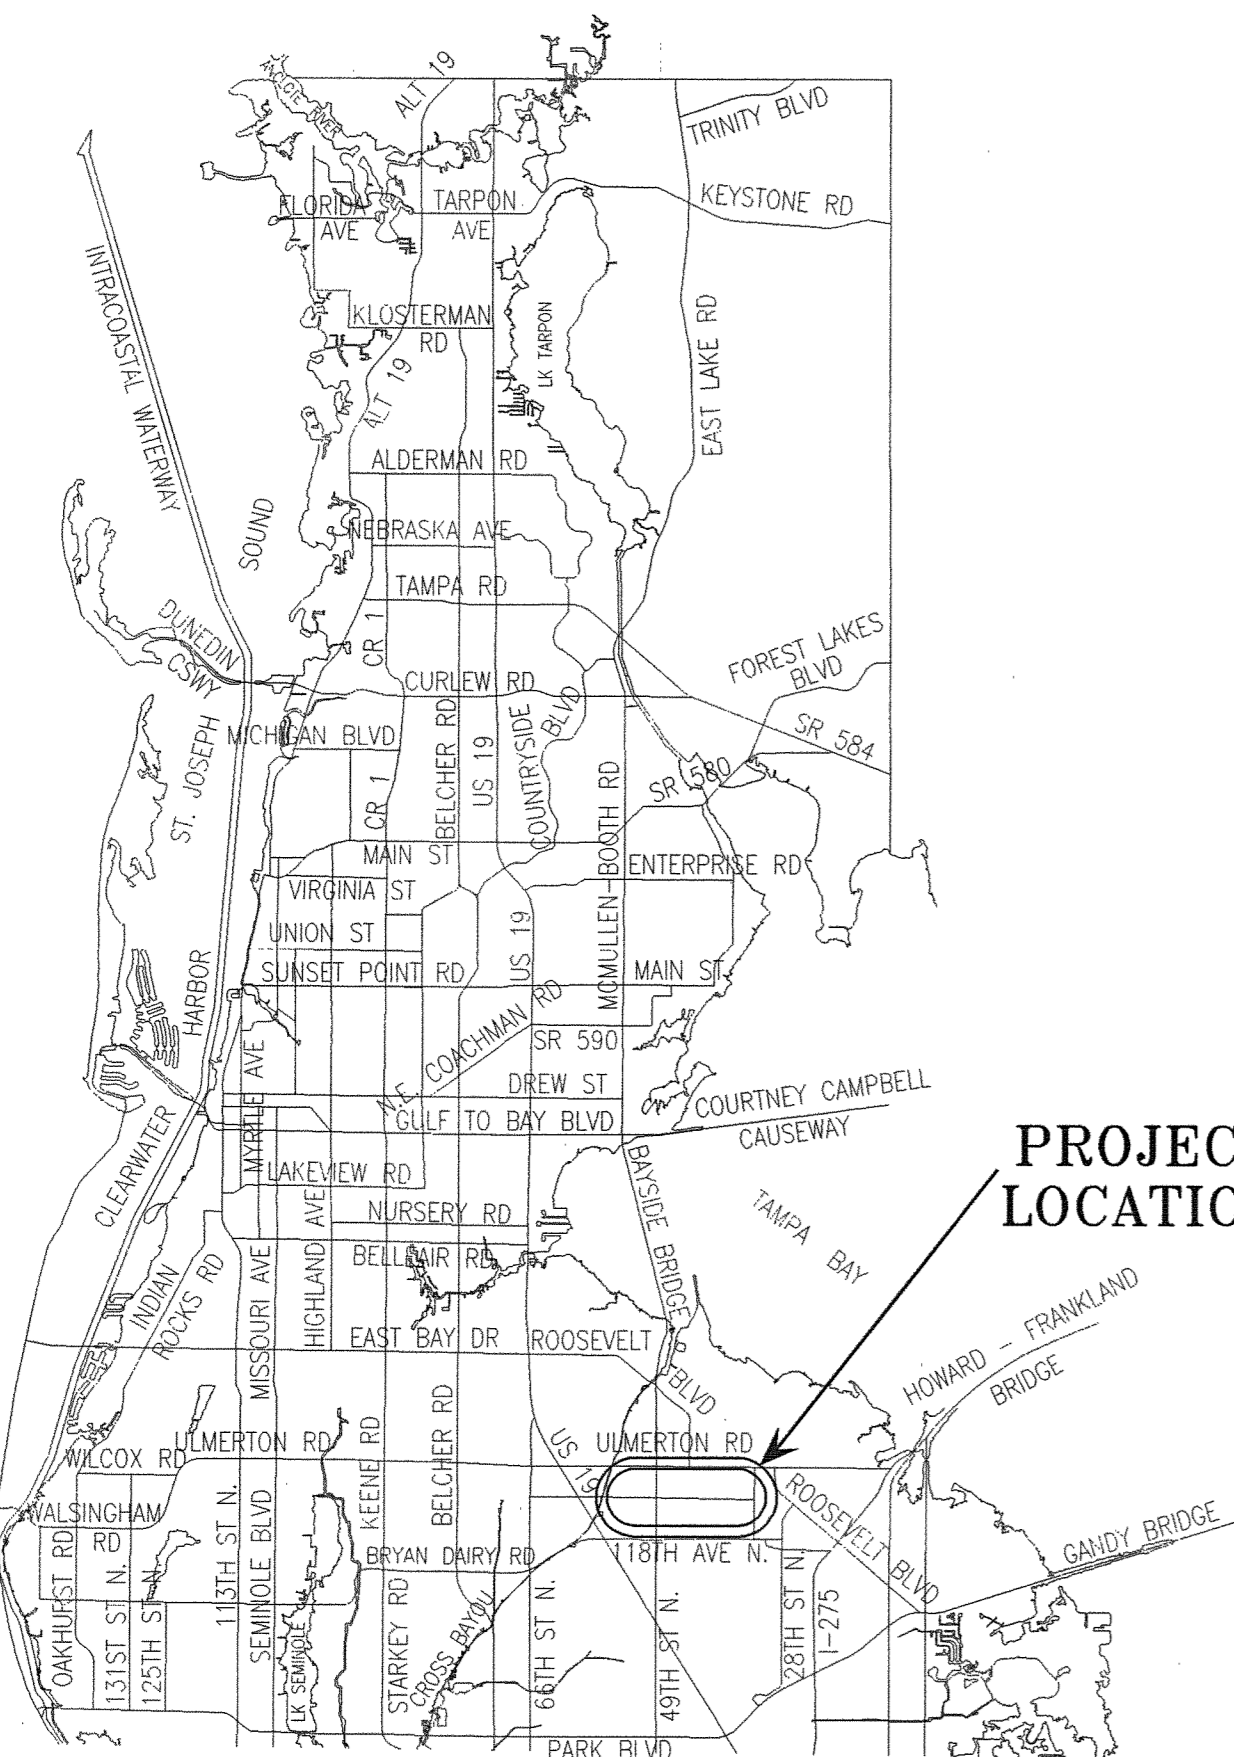 ALT 19
TRINITY BLVD
RIVER
FLORIDA
AVE
TARPON
AVE
KEYSTONE RD
INTRACOASTAL WATERWAY
KLOSTERMAN
RD
LK TARPON
EAST LAKE RD
ALT 19
ALDERMAN RD
SOUND
NEBRASKA AVE
TAMPA RD
DUNEDIN
CSWY
CR 1
FOREST LAKES
BLVD
CURLEW RD
ST. JOSEPH
MICHIGAN BLVD
BELCHER RD
US 19
COUNTRYSIDE
BLVD
SR 584
CR 1
SR 580
MCMULLEN-BOOTH RD
MAIN ST
ENTERPRISE RD
VIRGINIA ST
UNION ST
US 19
SUNSET POINT RD
MAIN ST
HARBOR
N.E. COACHMAN RD
SR 590
MYRTLE AVE
DREW ST
COURTNEY CAMPBELL
CAUSEWAY
GULF TO BAY BLVD
CLEARWATER
LAKEVIEW RD
BAYSIDE BRIDGE
PROJEC
LOCATIO
TAMPA BAY
NURSERY RD
HIGHLAND AVE
BELLEAIR RD
INDIAN
ROCKS RD
MISSOURI AVE
EAST BAY DR
ROOSEVELT
BLVD
HOWARD - FRANKLAND
BRIDGE
WILCOX RD
ULMERTON RD
KEENE RD
BELCHER RD
US 19
ULMERTON RD
WALSINGHAM
RD
ROOSEVELT BLVD
GANDY BRIDGE
113TH ST N.
SEMINOLE BLVD
BRYAN DAIRY RD
118TH AVE N.
OAKHURST RD
131ST ST N.
125TH ST N.
LK SEMINOLE
STARKEY RD
CROSS BAYOU
66TH ST N.
49TH ST N.
28TH ST N.
I-275
PARK BLVD